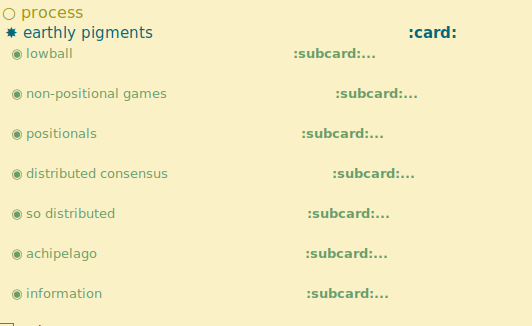 ○ process
✸ earthly pigments :card:
◉ lowball :subcard:...
◉ non-positional games :subcard:...
◉ positionals :subcard:...
◉ distributed consensus :subcard:...
◉ so distributed :subcard:...
◉ achipelago :subcard:...
◉ information :subcard:...